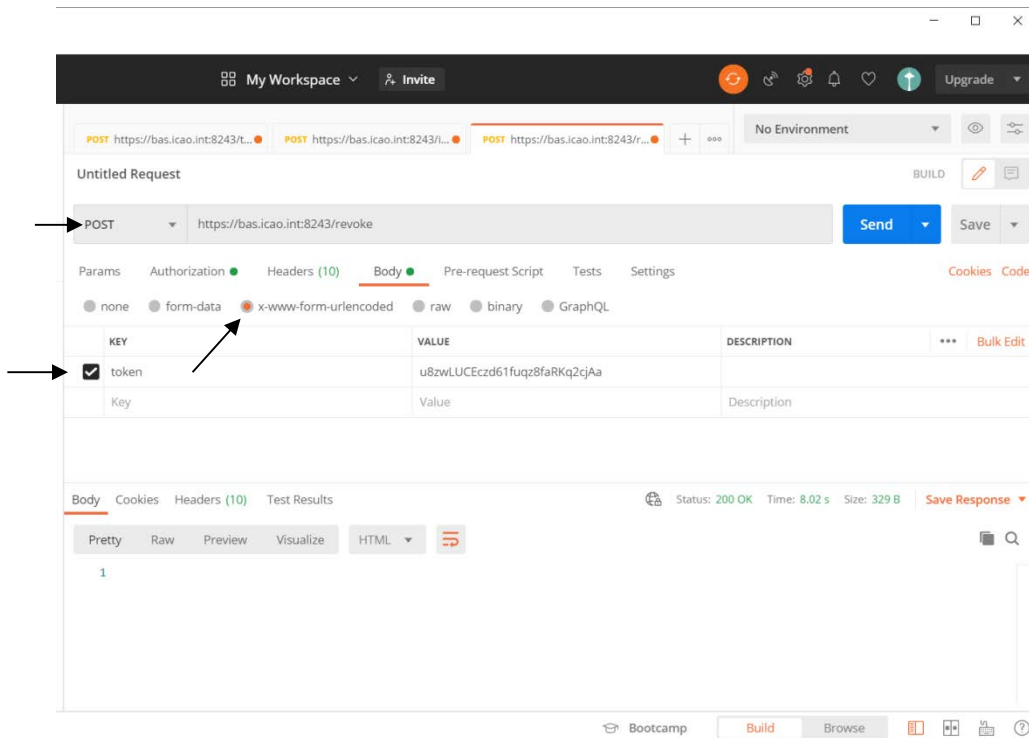 My Workspace Invite Upgrade
POST https://bas.icao.int:8243/t... POST https://bas.icao.int:8243/i... POST https://bas.icao.int:8243/r... No Environment
Untitled Request BUILD
POST https://bas.icao.int:8243/revoke Send Save
Params Authorization Headers (10) Body Pre-request Script Tests Settings Cookies Code
none form-data x-www-form-urlencoded raw binary GraphQL
KEY VALUE DESCRIPTION Bulk Edit
token u8zwLUCEczd61fuqz8faRKq2cjAa
Key Value Description
Body Cookies Headers (10) Test Results Status: 200 OK Time: 8.02 s Size: 329 B Save Response
Pretty Raw Preview Visualize HTML
1
Bootcamp Build Browse